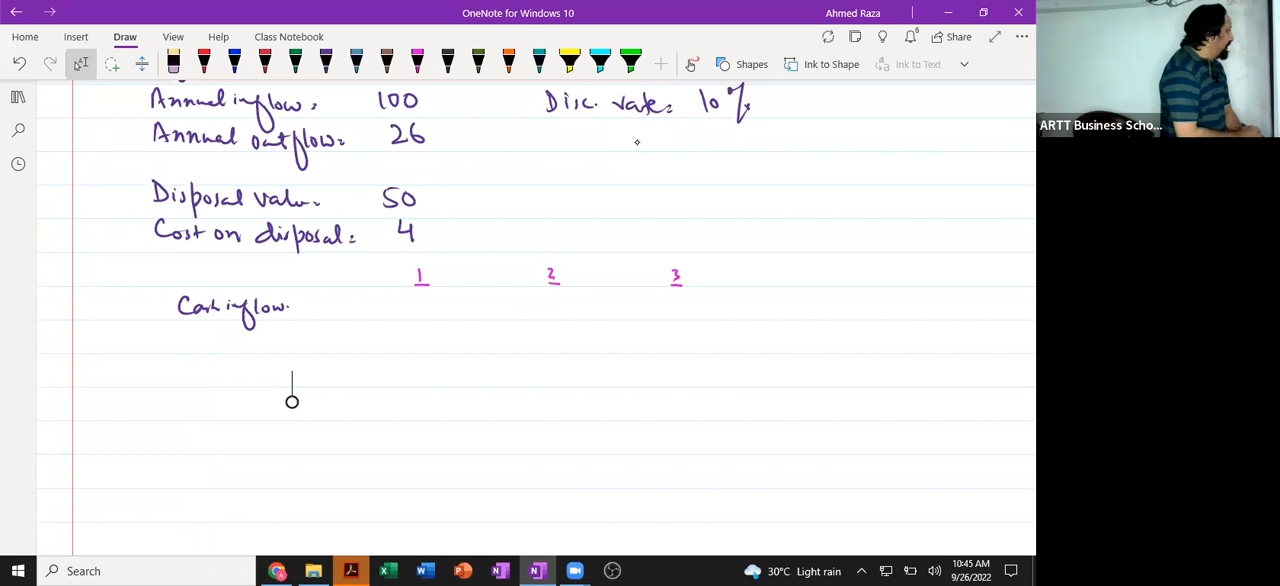 OneNote for Windows 10
Ahmed Raza
Home Insert Draw View Help Class Notebook
Share
Shapes Ink to Shape Ink to Text
Annual inflow = 100 Disc. rate = 10%
Annual outflow = 26
Disposal value = 50
Cost on disposal = 4
1 2 3
Cash inflow.
ARTT Business Scho...
Search
30°C Light rain
10:45 AM
9/26/2022